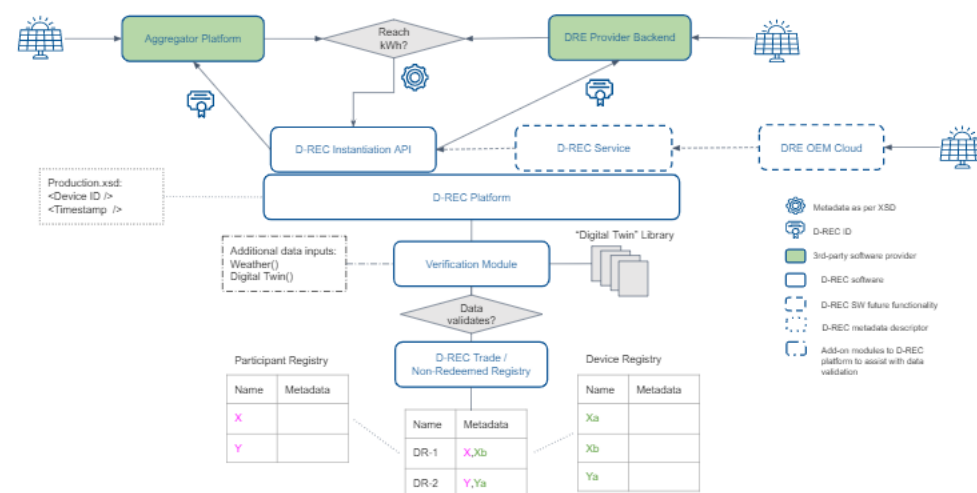 Aggregator Platform
Reach
kWh?
DRE Provider Backend
D-REC Instantiation API
D-REC Service
DRE OEM Cloud
Production.xsd:
<Device ID />
<Timestamp />
D-REC Platform
Metadata as per XSD
D-REC ID
3rd-party software provider
D-REC software
D-REC SW future functionality
D-REC metadata descriptor
Add-on modules to D-REC
platform to assist with data
validation
Additional data inputs:
Weather()
Digital Twin()
Verification Module
"Digital Twin" Library
Data
validates?
D-REC Trade /
Non-Redeemed Registry
Participant Registry
Name Metadata
X
Y
Name Metadata
DR-1 X,Xb
DR-2 Y,Ya
Device Registry
Name Metadata
Xa
Xb
Ya